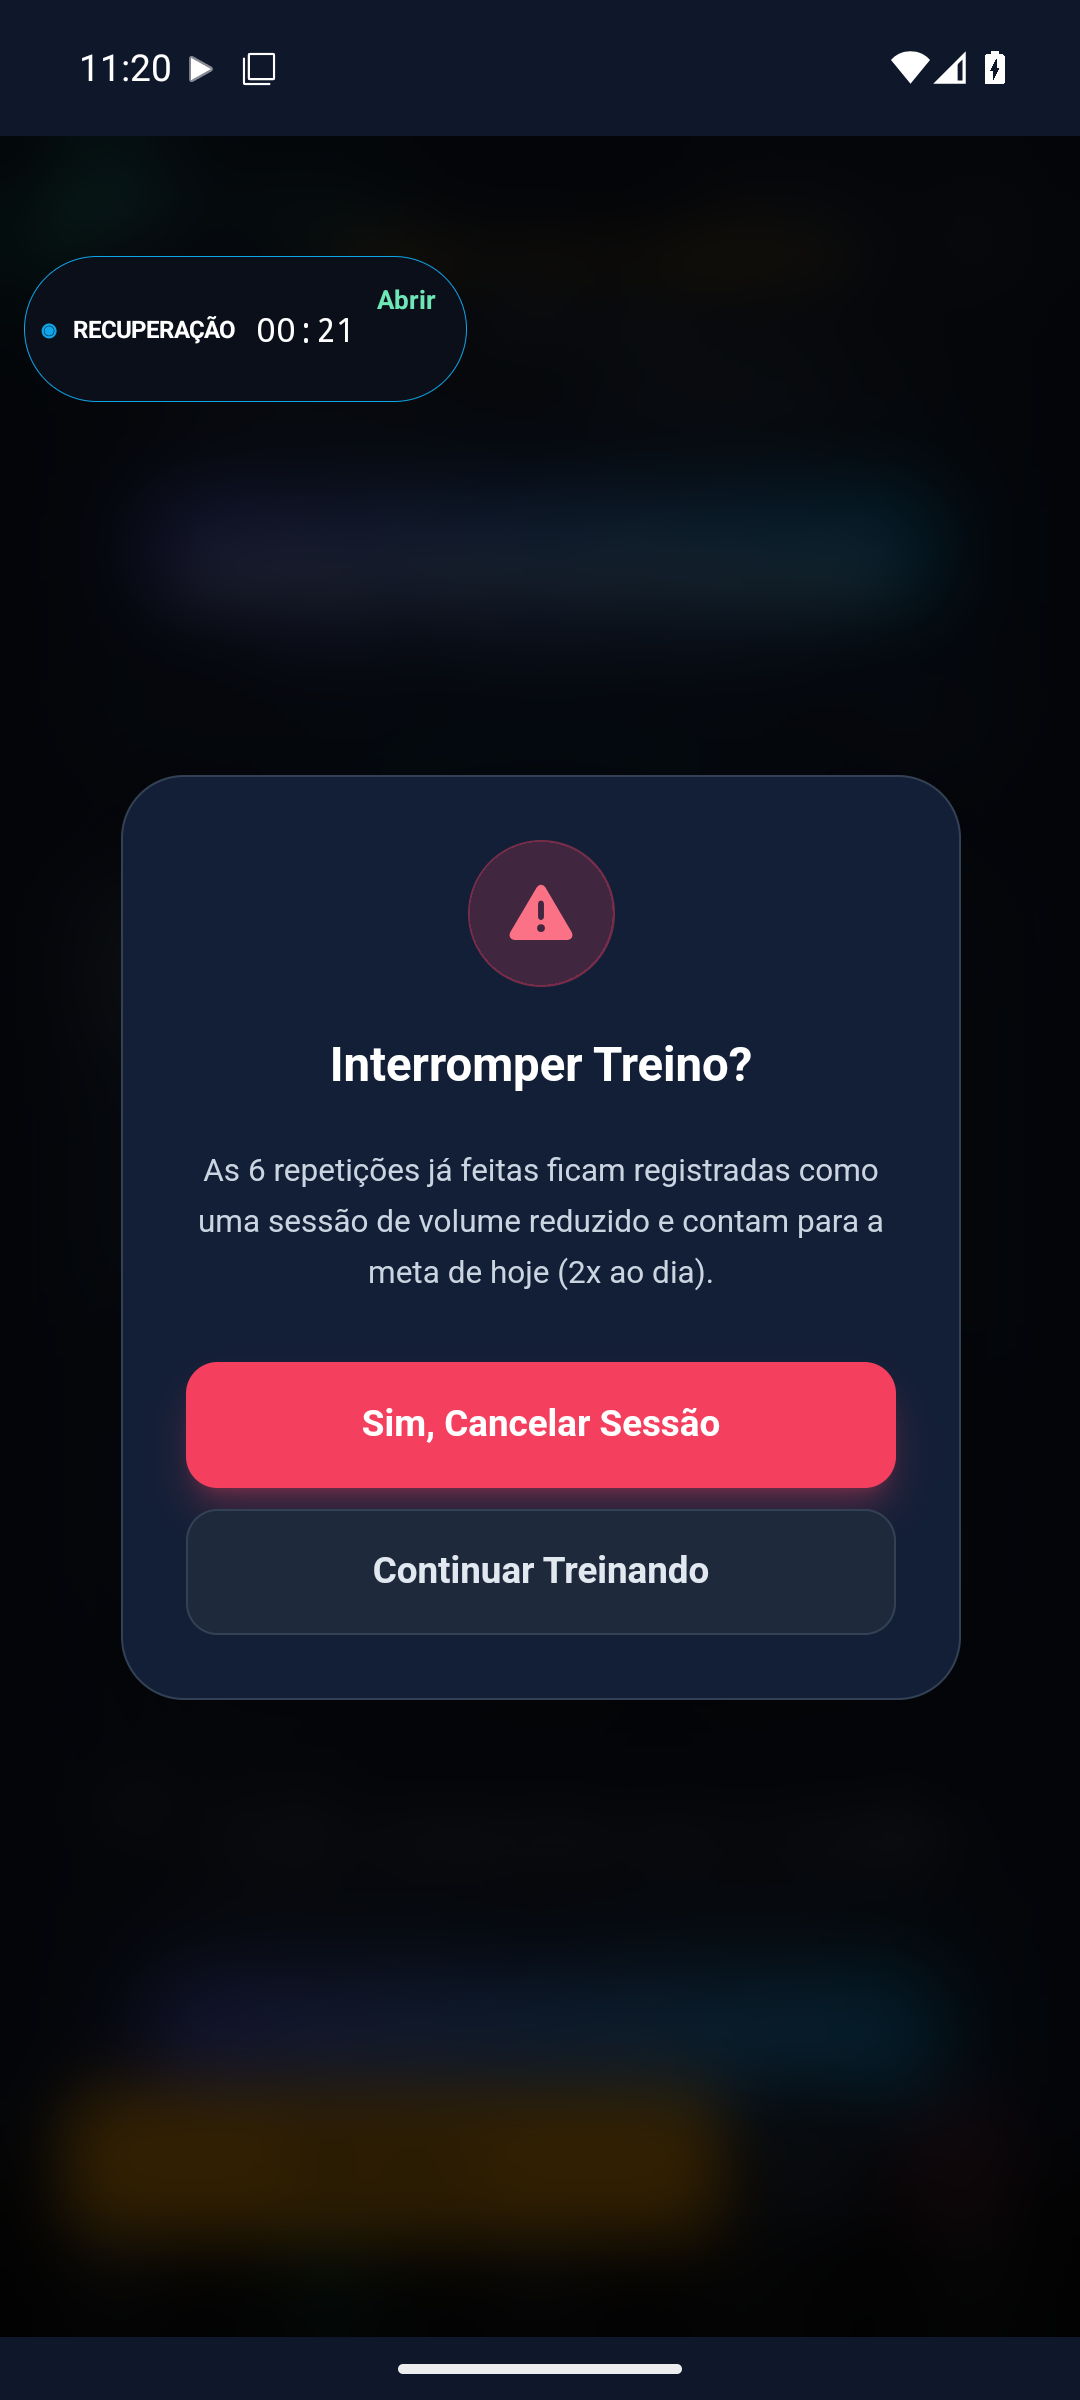 11:20
Abrir
RECUPERAÇÃO 00:21
Interromper Treino?
As 6 repetições já feitas ficam registradas como
uma sessão de volume reduzido e contam para a
meta de hoje (2x ao dia).
Sim, Cancelar Sessão
Continuar Treinando